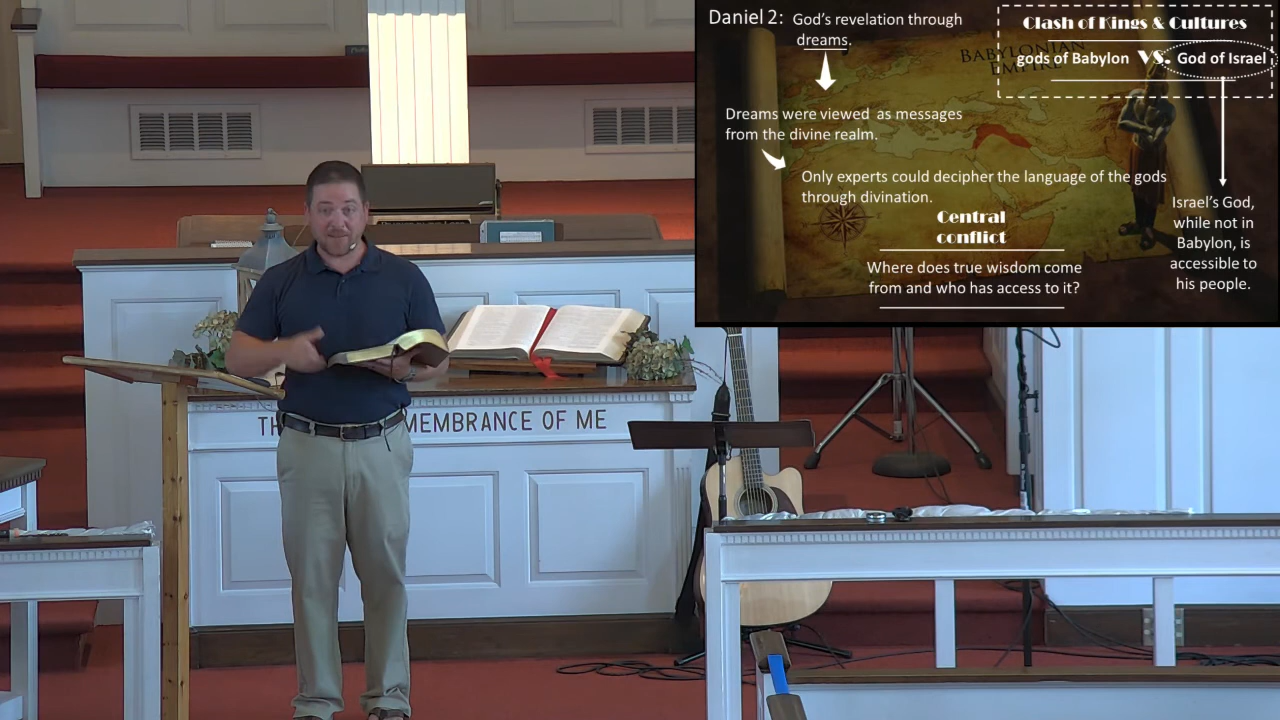 Daniel 2: God's revelation through
dreams.
Dreams were viewed as messages
from the divine realm.
Only experts could decipher the language of the gods
through divination.
Central
conflict
Where does true wisdom come
from and who has access to it?
Clash of Kings & Cultures
BABYLONIAN
EMPIRE
gods of Babylon VS. God of Israel
Israel's God,
while not in
Babylon, is
accessible to
his people.
TH MEMBRANCE OF ME